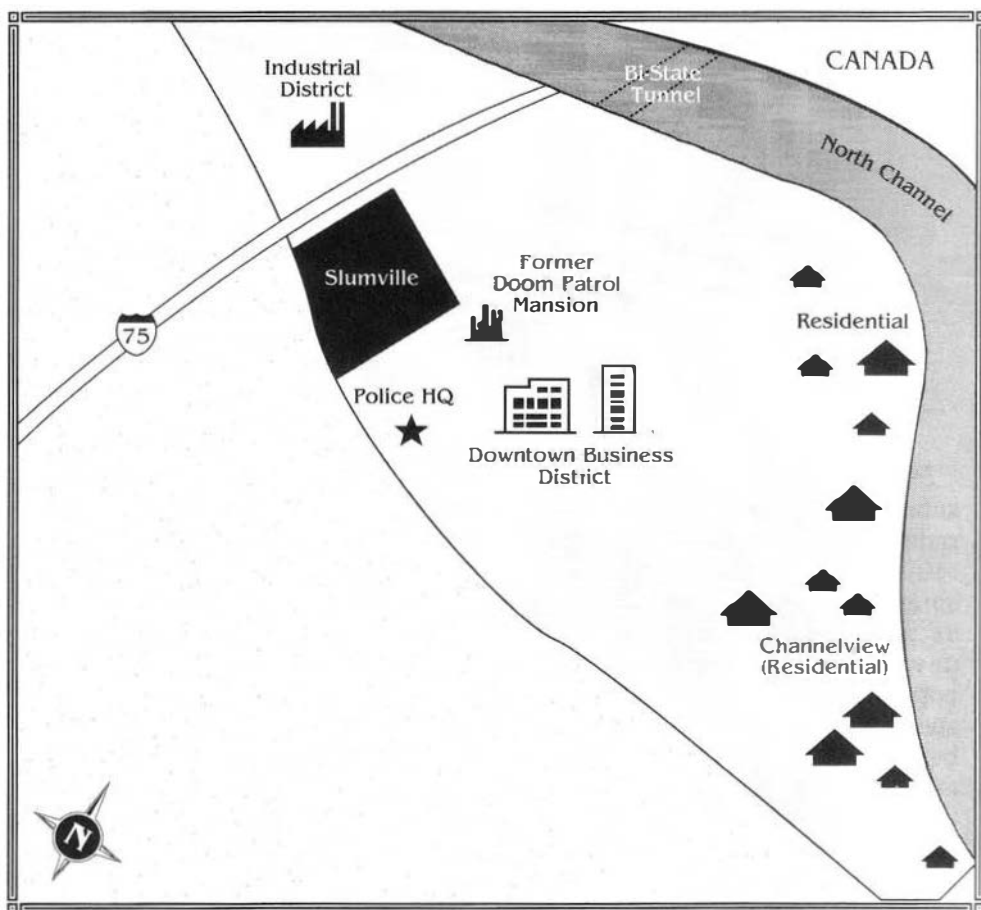 CANADA
Industrial
District
Bi-State
Tunnel
North Channel
Slumville
Former
Doom Patrol
Mansion
75
Residential
Police HQ
Downtown Business
District
Channelview
(Residential)
N